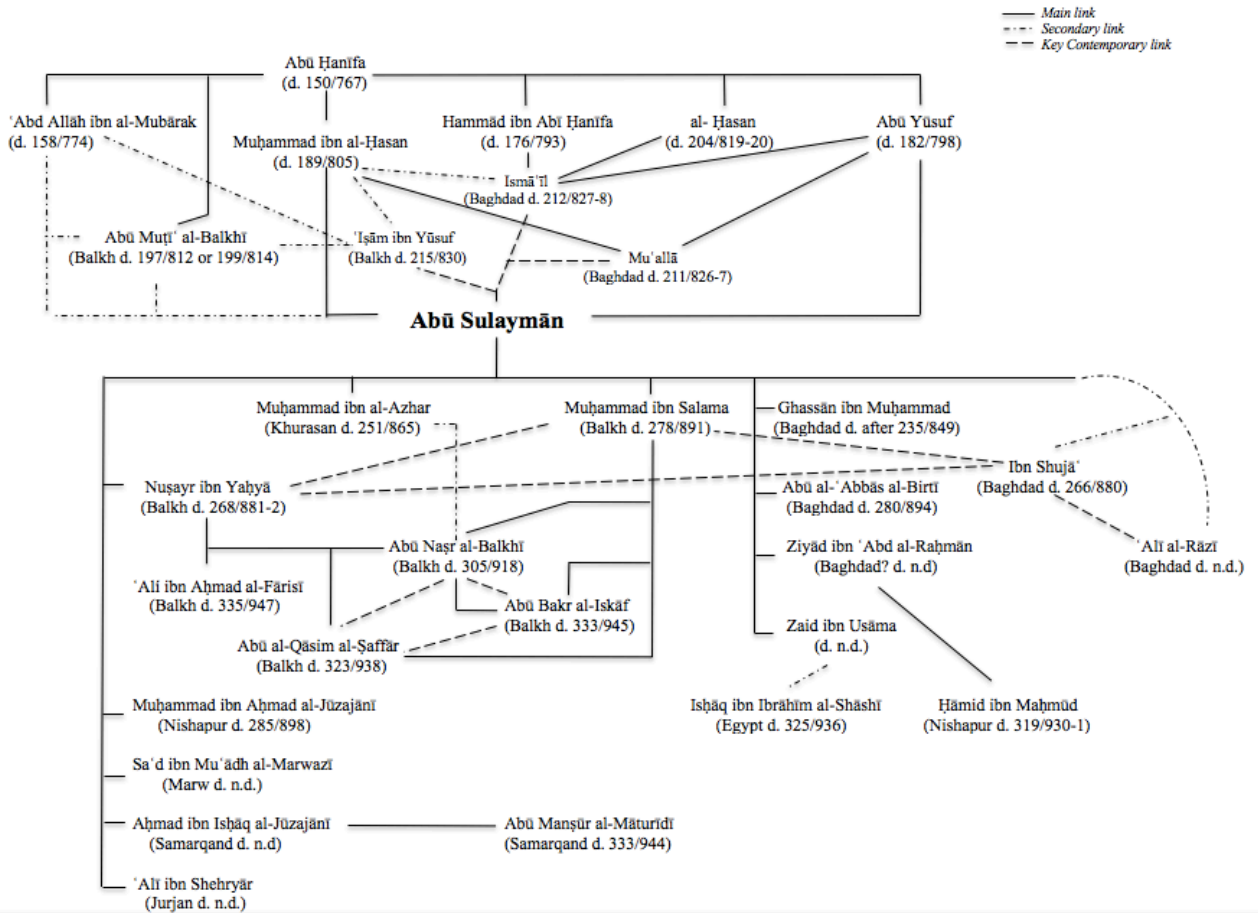 Main link
Secondary link
Key Contemporary link
Abū Ḥanīfa
(d. 150/767)
ʿAbd Allāh ibn al-Mubārak
(d. 158/774)
Muḥammad ibn al-Ḥasan
(d. 189/805)
Hammād ibn Abī Ḥanīfa
(d. 176/793)
al- Ḥasan
(d. 204/819-20)
Abū Yūsuf
(d. 182/798)
Ismāʿīl
(Baghdad d. 212/827-8)
Abū Muṭīʿ al-Balkhī
(Balkh d. 197/812 or 199/814)
ʿIṣām ibn Yūsuf
(Balkh d. 215/830)
Muʿallā
(Baghdad d. 211/826-7)
Abū Sulaymān
Muḥammad ibn al-Azhar
(Khurasan d. 251/865)
Muḥammad ibn Salama
(Balkh d. 278/891)
Ghassān ibn Muḥammad
(Baghdad d. after 235/849)
Ibn Shujāʿ
(Baghdad d. 266/880)
Nuṣayr ibn Yaḥyā
(Balkh d. 268/881-2)
Abū al-ʿAbbās al-Birtī
(Baghdad d. 280/894)
Abū Naṣr al-Balkhī
(Balkh d. 305/918)
Ziyād ibn ʿAbd al-Raḥmān
(Baghdad? d. n.d)
ʿAlī al-Rāzī
(Baghdad d. n.d.)
ʿAli ibn Aḥmad al-Fārisī
(Balkh d. 335/947)
Abū Bakr al-Iskāf
(Balkh d. 333/945)
Abū al-Qāsim al-Ṣaffār
(Balkh d. 323/938)
Zaid ibn Usāma
(d. n.d.)
Muḥammad ibn Aḥmad al-Jūzajānī
(Nishapur d. 285/898)
Isḥāq ibn Ibrāhīm al-Shāshī
(Egypt d. 325/936)
Ḥāmid ibn Maḥmūd
(Nishapur d. 319/930-1)
Saʿd ibn Muʿādh al-Marwazī
(Marw d. n.d.)
Aḥmad ibn Isḥāq al-Jūzajānī
(Samarqand d. n.d)
Abū Manṣūr al-Māturīdī
(Samarqand d. 333/944)
ʿAlī ibn Shehryār
(Jurjan d. n.d.)